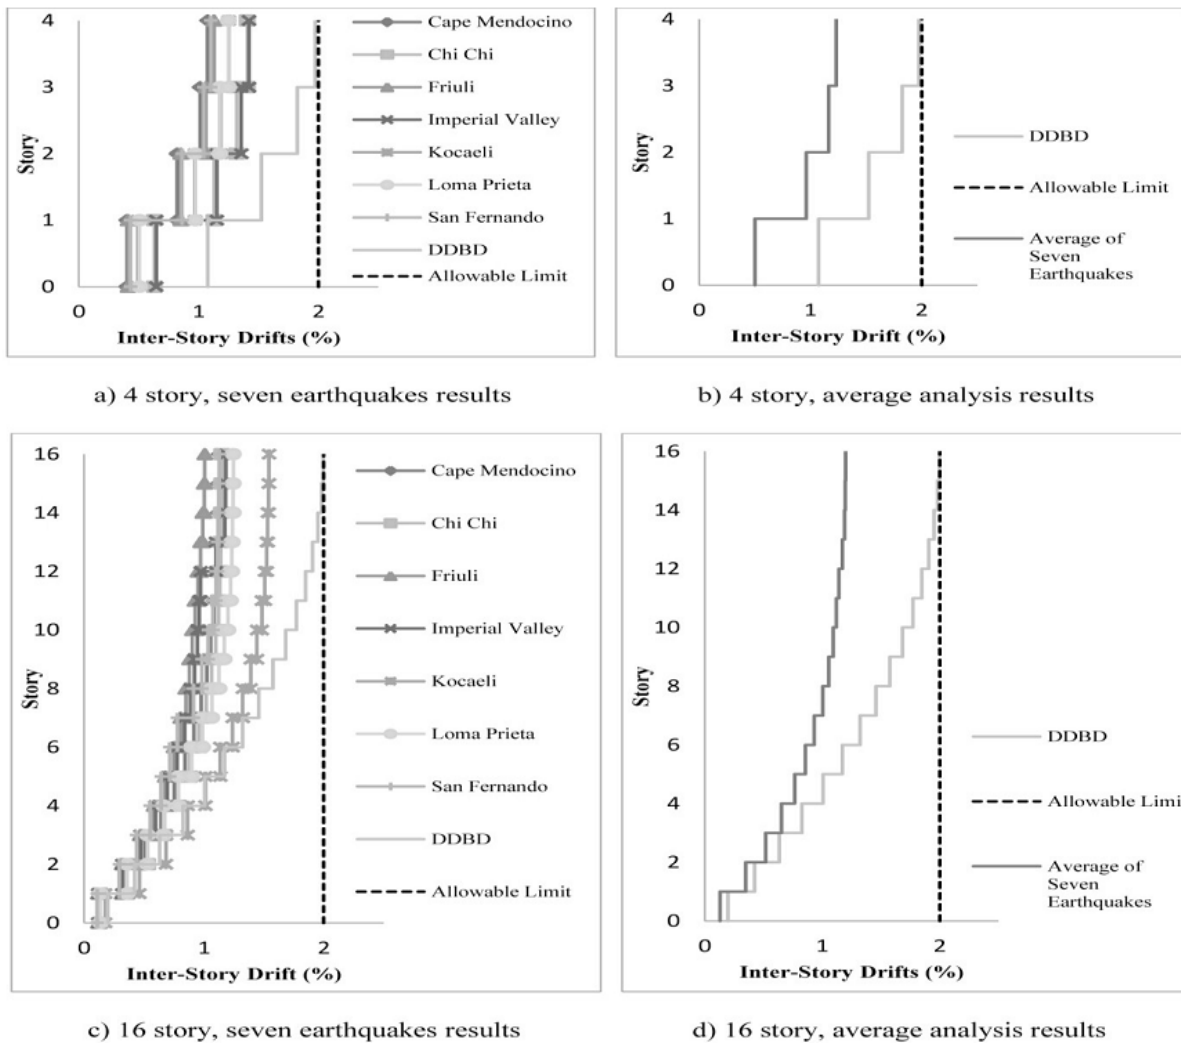 4
3
2
1
0
Story
0
1
2
Inter-Story Drifts (%)
Cape Mendocino
Chi Chi
Friuli
Imperial Valley
Kocaeli
Loma Prieta
San Fernando
DDBD
Allowable Limit
a) 4 story, seven earthquakes results
4
3
2
1
0
Story
0
1
2
Inter-Story Drift (%)
DDBD
Allowable Limit
Average of
Seven
Earthquakes
b) 4 story, average analysis results
16
14
12
10
8
6
4
2
0
Story
0
1
2
Inter-Story Drift (%)
Cape Mendocino
Chi Chi
Friuli
Imperial Valley
Kocaeli
Loma Prieta
San Fernando
DDBD
Allowable Limit
c) 16 story, seven earthquakes results
16
14
12
10
8
6
4
2
0
Story
0
1
2
Inter-Story Drifts (%)
DDBD
Allowable Limi
Average of
Seven
Earthquakes
d) 16 story, average analysis results